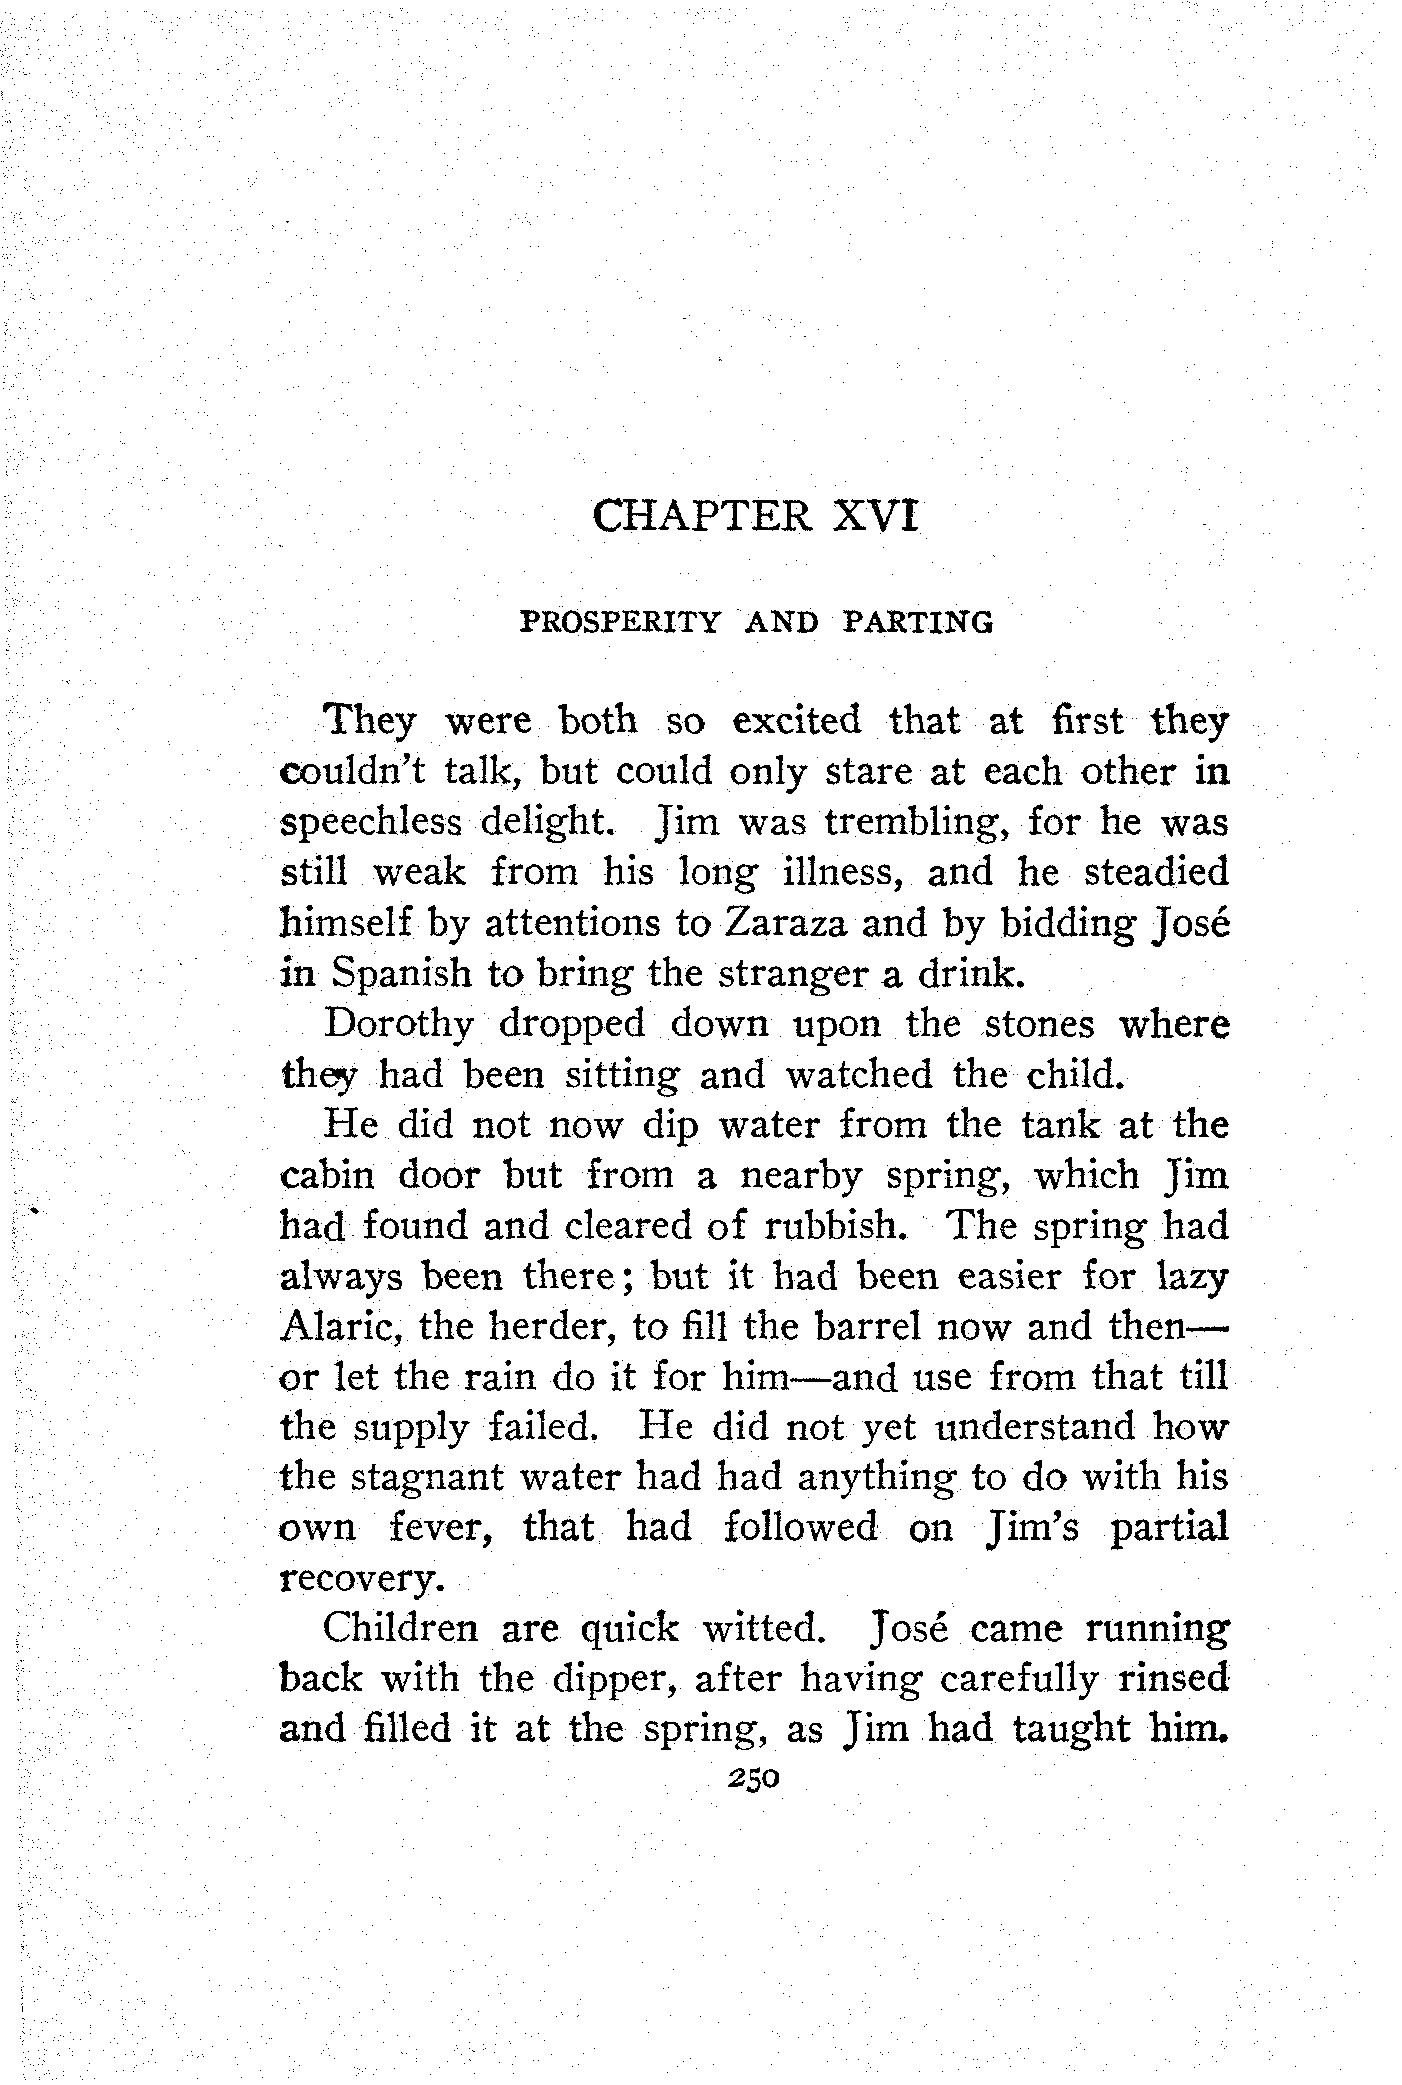 CHAPTER XVI
PROSPERITY AND PARTING
They were both so excited that at first they
couldn't talk, but could only stare at each other in
speechless delight. Jim was trembling, for he was
still weak from his long illness, and he steadied
himself by attentions to Zaraza and by bidding José
in Spanish to bring the stranger a drink.
Dorothy dropped down upon the stones where
they had been sitting and watched the child.
He did not now dip water from the tank at the
cabin door but from a nearby spring, which Jim
had found and cleared of rubbish. The spring had
always been there; but it had been easier for lazy
Alaric, the herder, to fill the barrel now and then—
or let the rain do it for him—and use from that till
the supply failed. He did not yet understand how
the stagnant water had had anything to do with his
own fever, that had followed on Jim's partial
recovery.
Children are quick witted. José came running
back with the dipper, after having carefully rinsed
and filled it at the spring, as Jim had taught him.
250